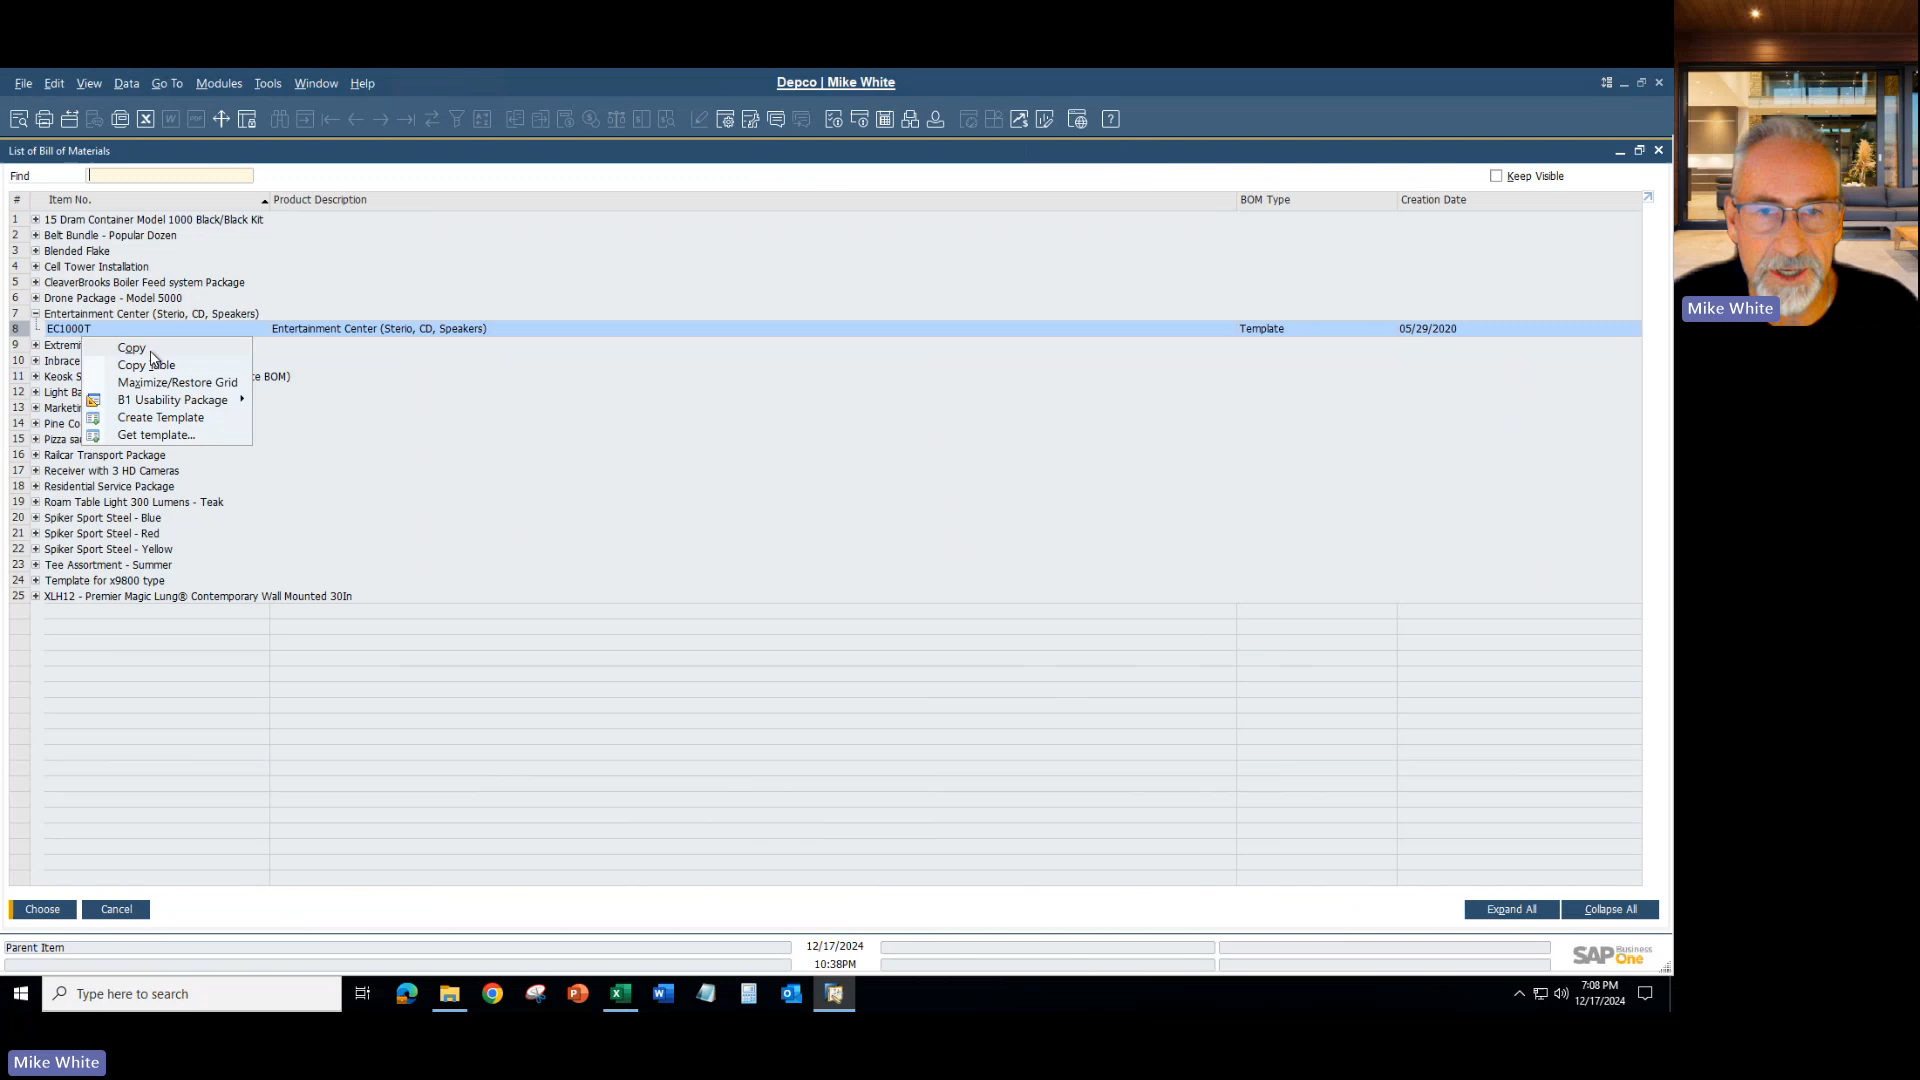 File Edit View Data Go To Modules Tools Window Help
Depco | Mike White
List of Bill of Materials
Find
Keep Visible
# Item No. Product Description BOM Type Creation Date
1 15 Dram Container Model 1000 Black/Black Kit
2 Belt Bundle - Popular Dozen
3 Blended Flake
4 Cell Tower Installation
5 CleaverBrooks Boiler Feed system Package
6 Drone Package - Model 5000
7 Entertainment Center (Sterio, CD, Speakers)
8 EC1000T Entertainment Center (Sterio, CD, Speakers) Template 05/29/2020
9
10 Inbrace
11 Keosk BOM)
12 Light
13
14 Pine
15 Pizza
16 Railcar Transport Package
17 Receiver with 3 HD Cameras
18 Residential Service Package
19 Roam Table Light 300 Lumens - Teak
20 Spiker Sport Steel - Blue
21 Spiker Sport Steel - Red
22 Spiker Sport Steel - Yellow
23 Tee Assortment - Summer
24 Template for x9800 type
25 XLH12 - Premier Magic Lung® Contemporary Wall Mounted 30In
Copy
Copy Table
Maximize/Restore Grid
B1 Usability Package
Create Template
Get template...
Choose Cancel Expand All Collapse All
Parent Item
12/17/2024
10:38PM
SAP Business One
Type here to search
7:08 PM
12/17/2024
Mike White
Mike White